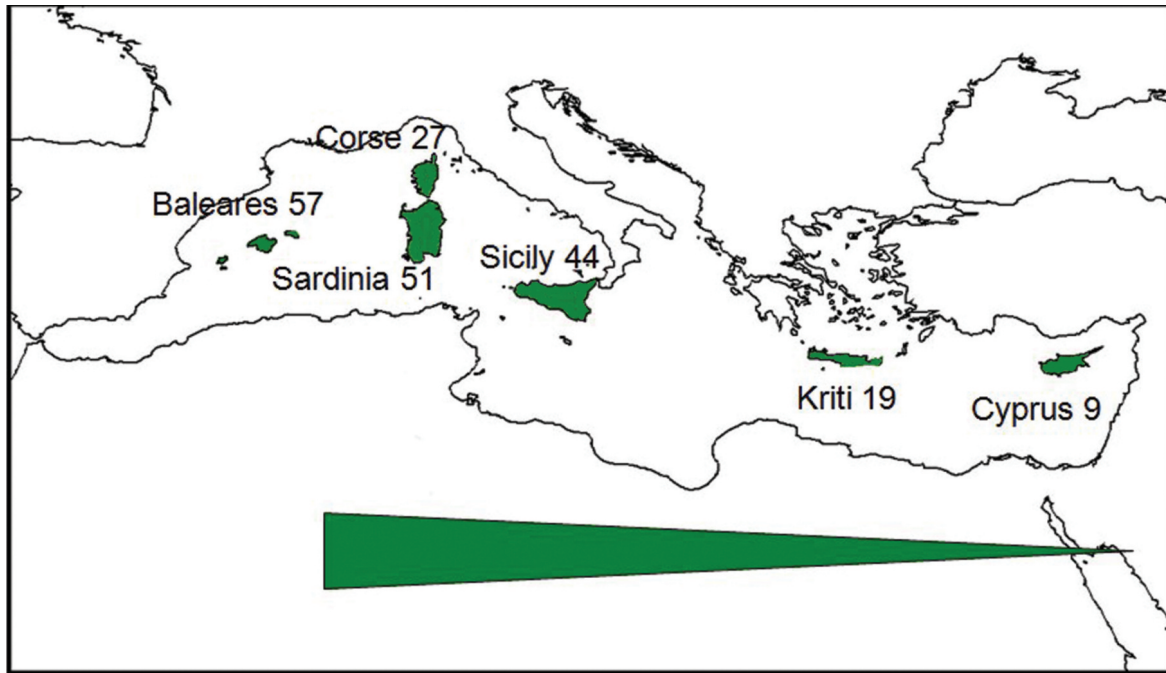 Corse 27
Baleares 57
Sardinia 51
Sicily 44
Kriti 19
Cyprus 9